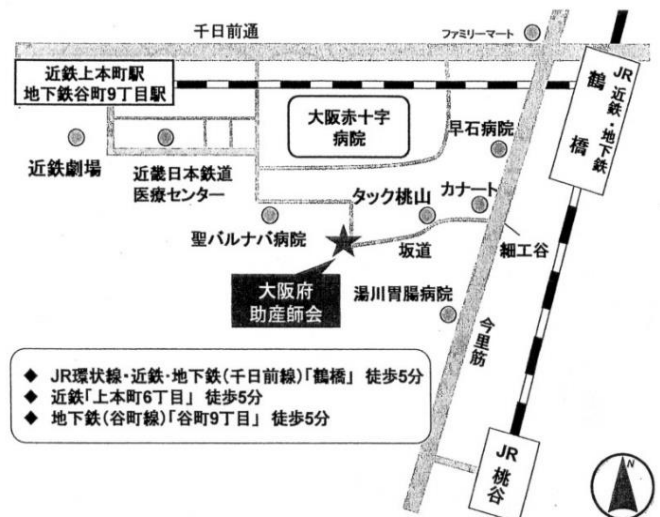 千日前通
ファミリーマート
近鉄上本町駅
地下鉄谷町9丁目駅
JR
近鉄・地下鉄
鶴橋
大阪赤十字
病院
早石病院
近鉄劇場
近畿日本鉄道
医療センター
タック桃山
カナート
聖バルナバ病院
坂道
細工谷
大阪府
助産師会
湯川胃腸病院
今里筋
◆ JR環状線・近鉄・地下鉄(千日前線)「鶴橋」 徒歩5分
◆ 近鉄「上本町6丁目」 徒歩5分
◆ 地下鉄(谷町線)「谷町9丁目」 徒歩5分
JR
桃谷
N